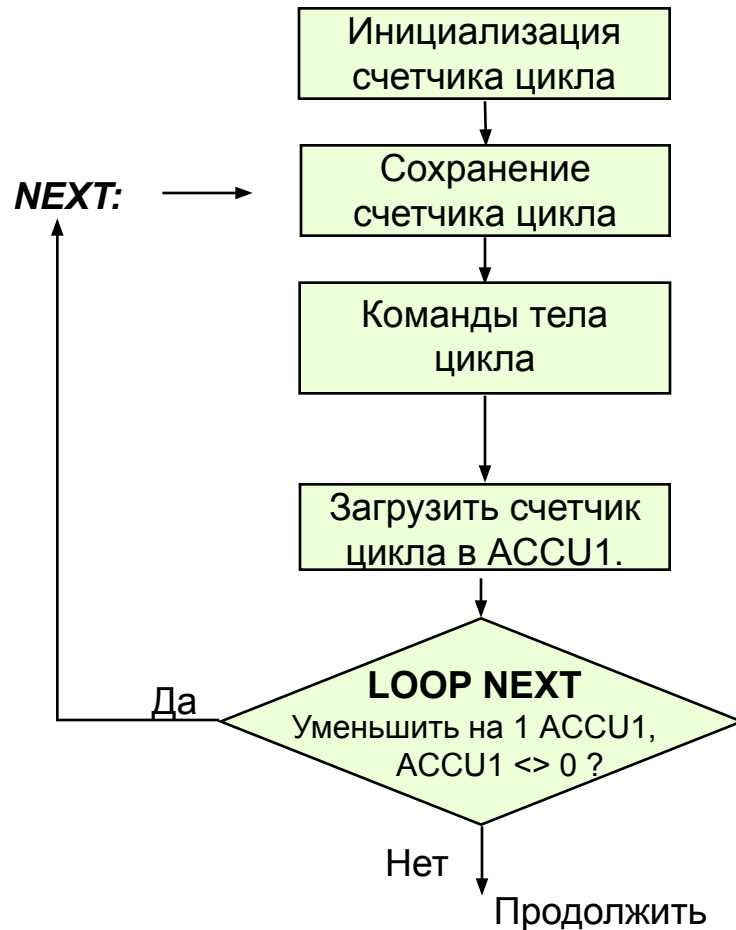 Инициализация
счетчика цикла
NEXT:
Сохранение
счетчика цикла
Команды тела
цикла
Загрузить счетчик
цикла в ACCU1.
LOOP NEXT
Уменьшить на 1 ACCU1,
ACCU1 <> 0 ?
Да
Нет
Продолжить